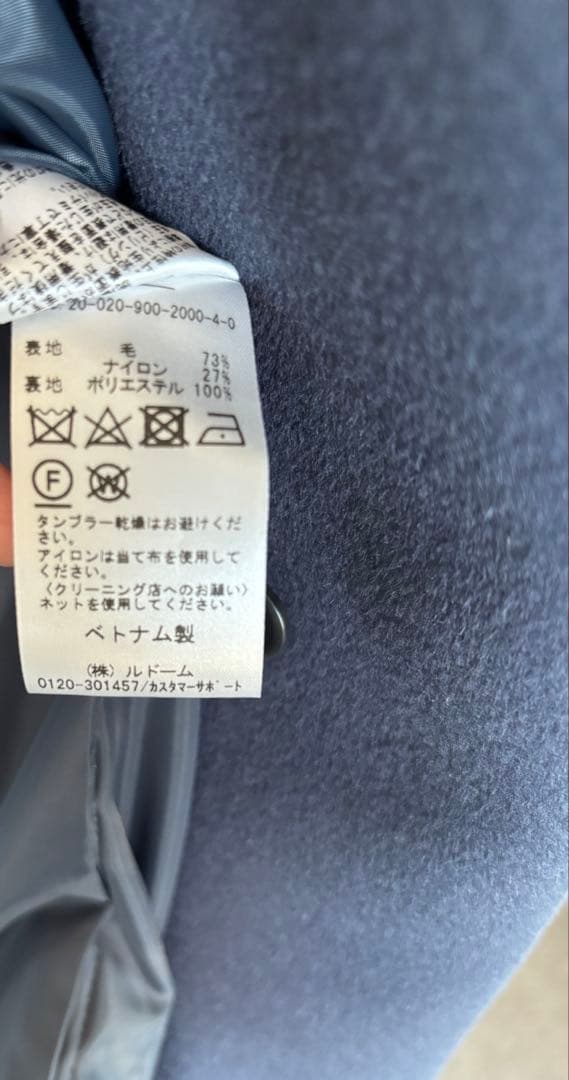 20-020-900-2000-4-0
表地 毛 73%
ナイロン 27%
裏地 ポリエステル 100%
F W
タンブラー乾燥はお避けくだ
さい。
アイロンは当て布を使用して
ください。
〈クリーニング店へのお願い〉
ネットを使用してください。
ベトナム製
(株) ルドーム
0120-301457/カスタマーサポート